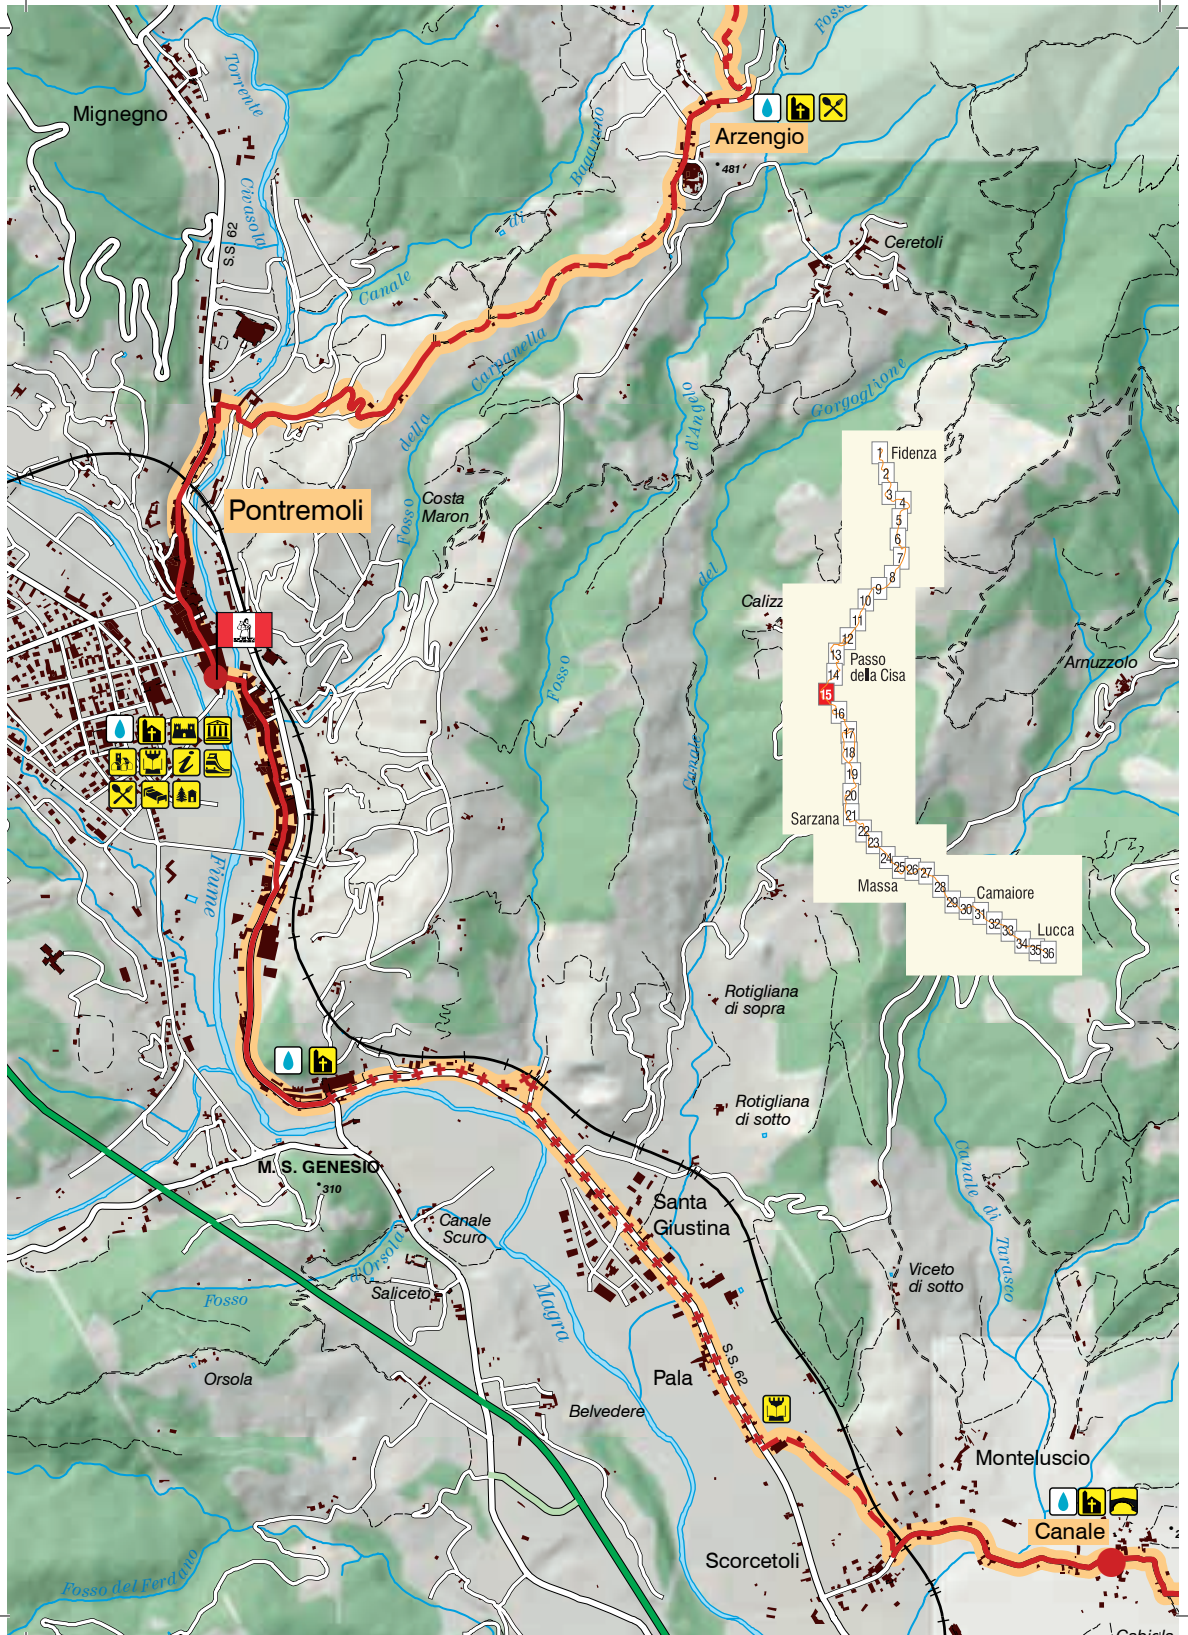 Fosso
Torrente
Mignegno
Arzengio
Bagarano
481
di
Civasola
S.S. 62
Ceretoli
Canale
Carpanella
della
d'Angelo
Gorgoglione
1
Fidenza
2
3
4
5
6
7
8
9
10
11
12
13
Passo
della Cisa
14
15
16
17
18
19
20
Sarzana
21
22
23
24
25
26
27
Massa
28
Camaiore
29
30
31
32
33
Lucca
34
35
36
Costa
Maron
Pontremoli
Fosso
del
Caliz
Fosso
Arnuzzolo
Canale
i
Fiume
Rotigliana
di sopra
Rotigliana
di sotto
M. S. GENESIO
310
Canale di
Tarasco
Santa
Giustina
Canale
Scuro
d'Orsola
Saliceto
Fosso
Magra
Viceto
di sotto
Orsola
Pala
S.S. 62
Belvedere
Monteluscio
Canale
2
Scorcetoli
Fosso del Ferdano